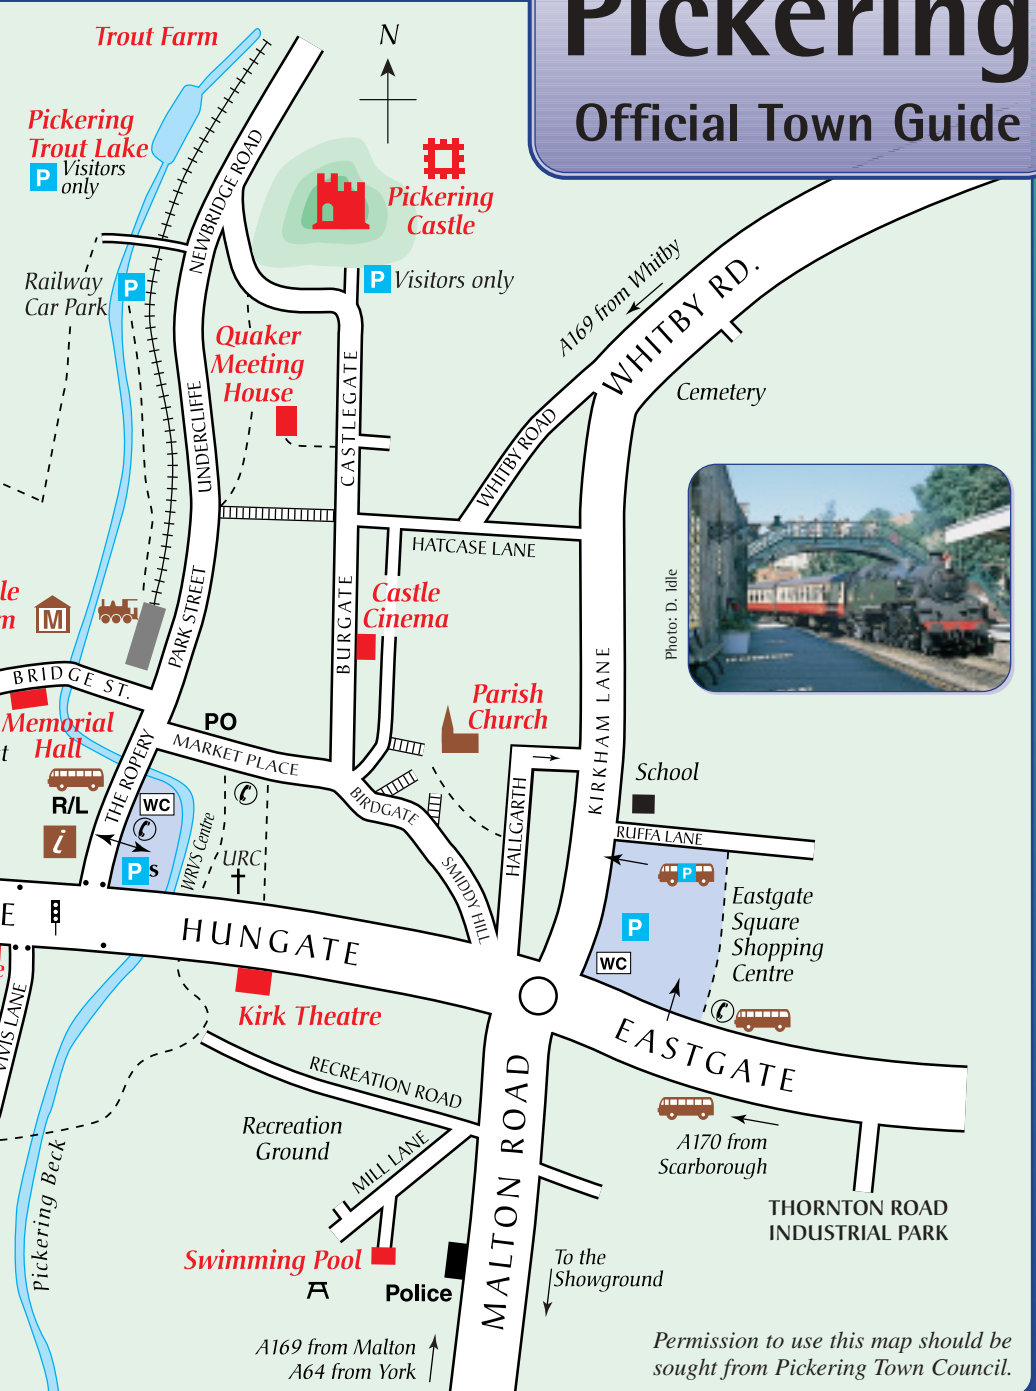 Pickering
Official Town Guide
Trout Farm
N
Pickering
Trout Lake
P Visitors
only
Pickering
Castle
P Visitors only
NEWBRIDGE ROAD
Railway
Car Park
P
A169 from Whitby
WHITBY RD.
Quaker
Meeting
House
Cemetery
UNDERCLIFFE
CASTLEGATE
WHITBY ROAD
HATCASE LANE
Photo: D. Idle
le
m
M
PARK STREET
BURGATE
Castle
Cinema
KIRKHAM LANE
BRIDGE ST.
Memorial
Hall
t
PO
Parish
Church
MARKET PLACE
THE ROPERY
R/L
WC
i
P s
WRVS Centre
URC
BIRDGATE
SMIDDY HILL
HALLGARTH
School
RUFFA LANE
P
P
WC
Eastgate
Square
Shopping
Centre
E
HUNGATE
e
VIVIS LANE
Kirk Theatre
EASTGATE
RECREATION ROAD
Recreation
Ground
MILL LANE
MALTON ROAD
A170 from
Scarborough
THORNTON ROAD
INDUSTRIAL PARK
Pickering Beck
Swimming Pool
Police
To the
Showground
A169 from Malton
A64 from York
Permission to use this map should be
sought from Pickering Town Council.